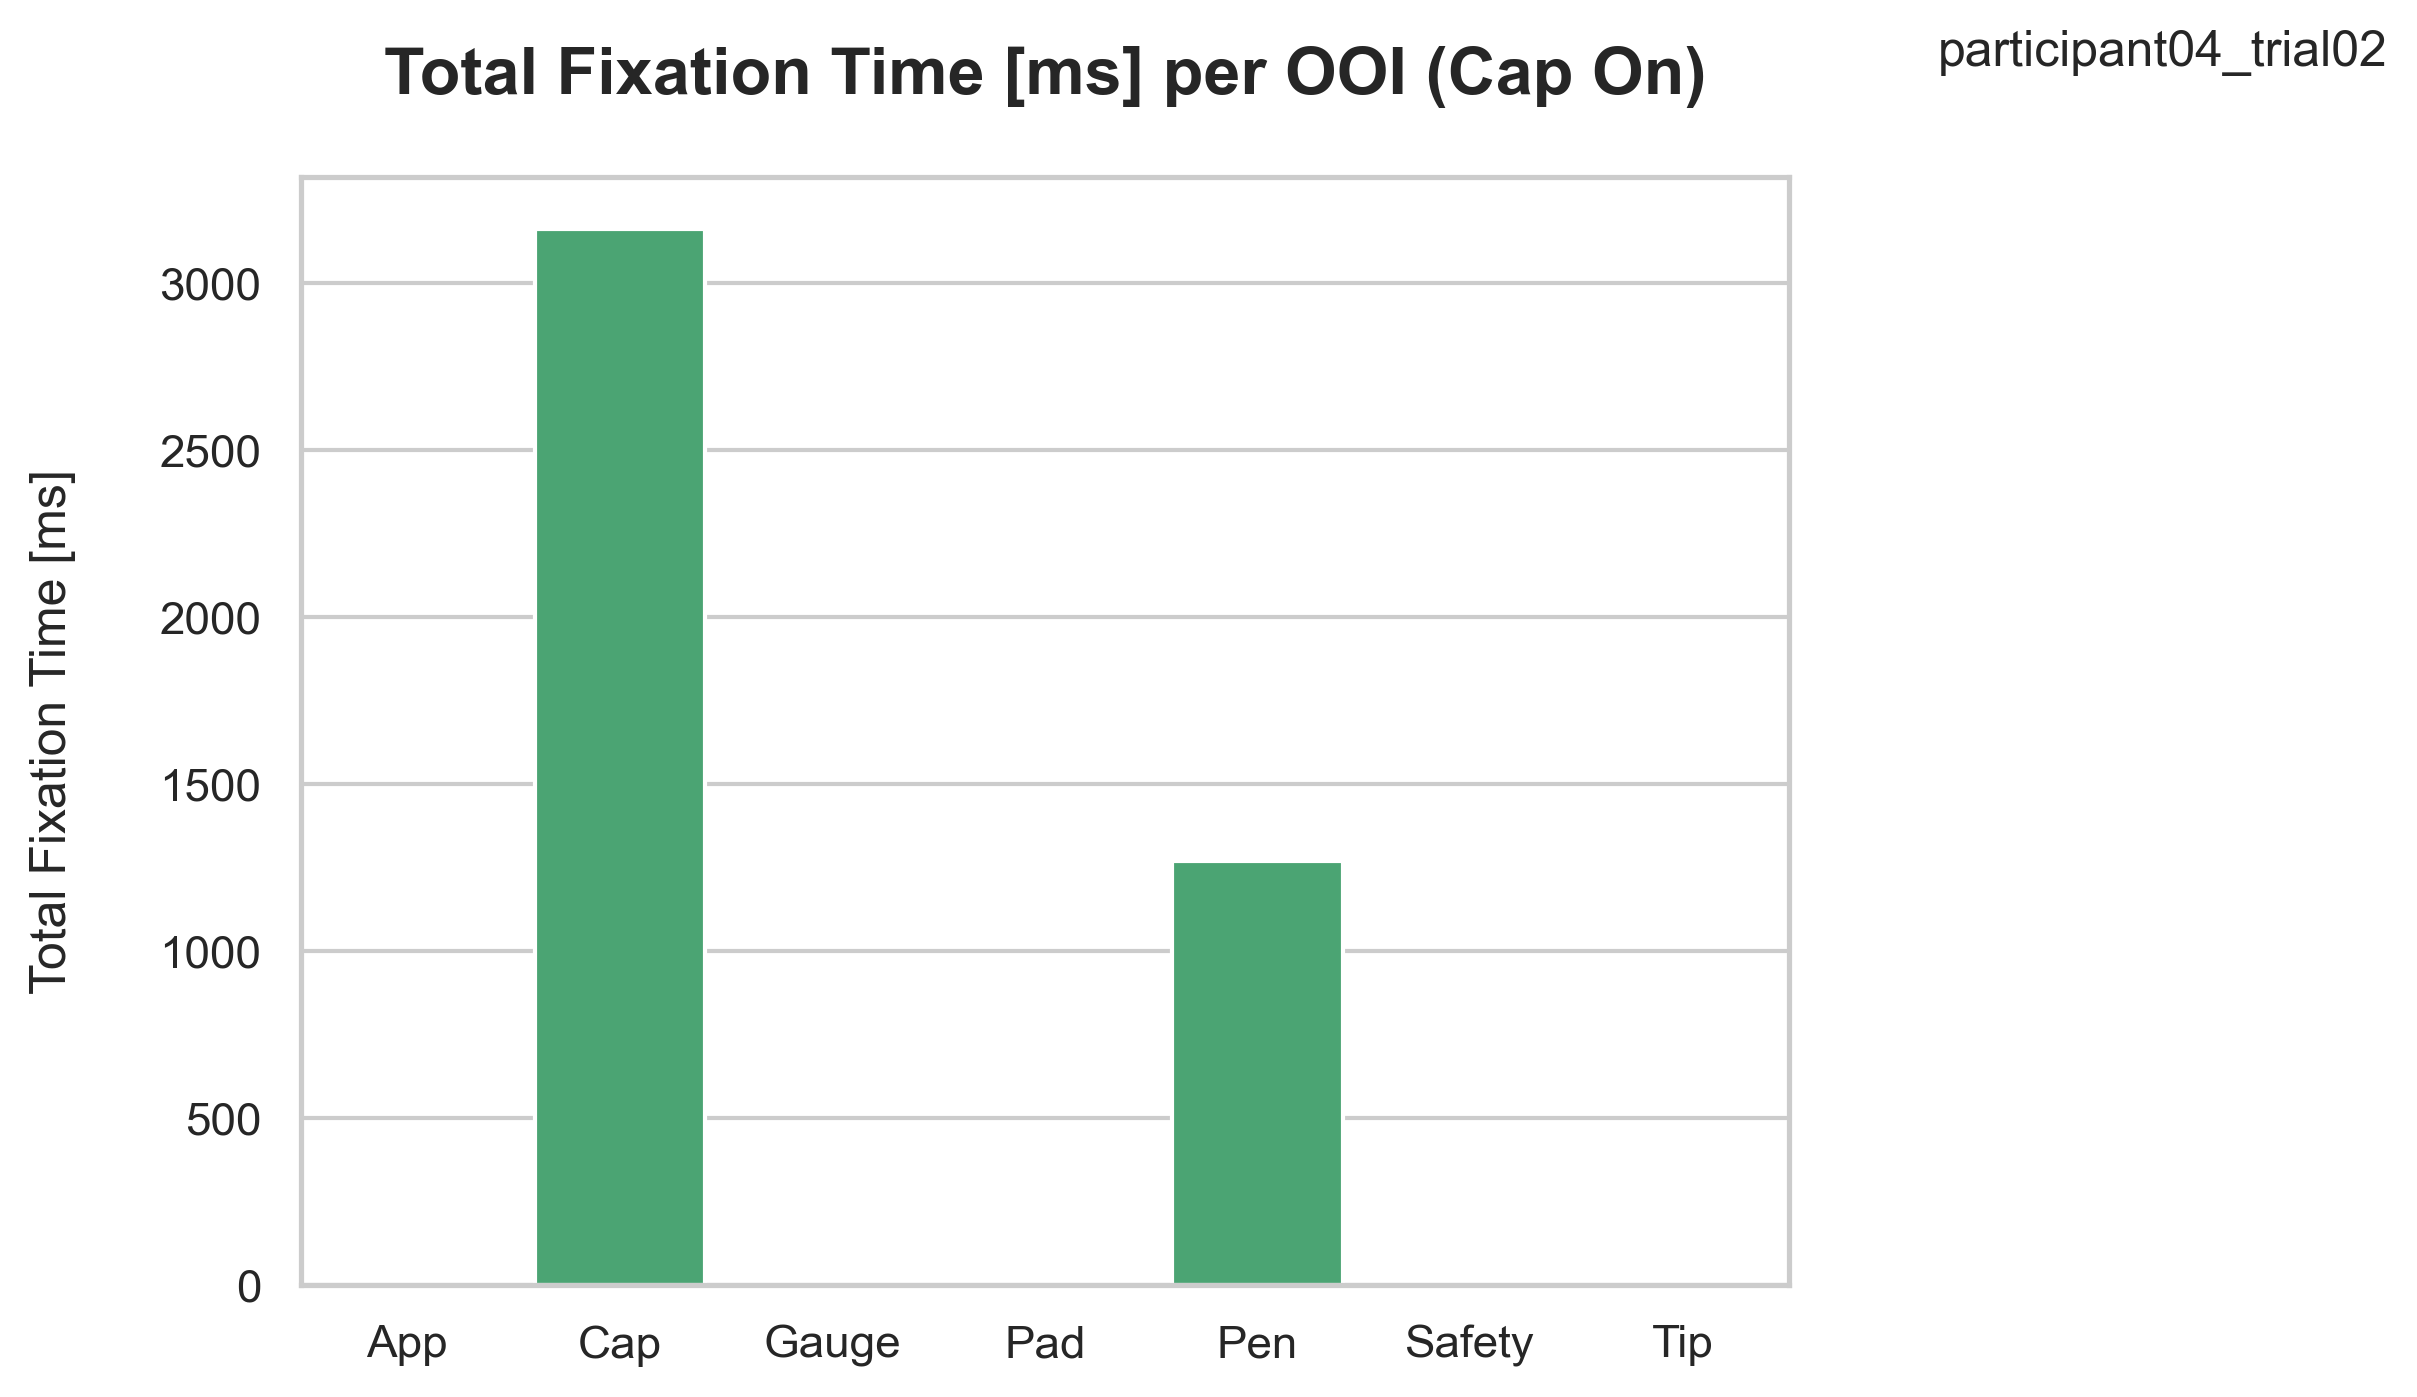 Total Fixation Time [ms] per OOI (Cap On)
participant04_trial02
Total Fixation Time [ms]
3000
2500
2000
1500
1000
500
0
App Cap Gauge Pad Pen Safety Tip